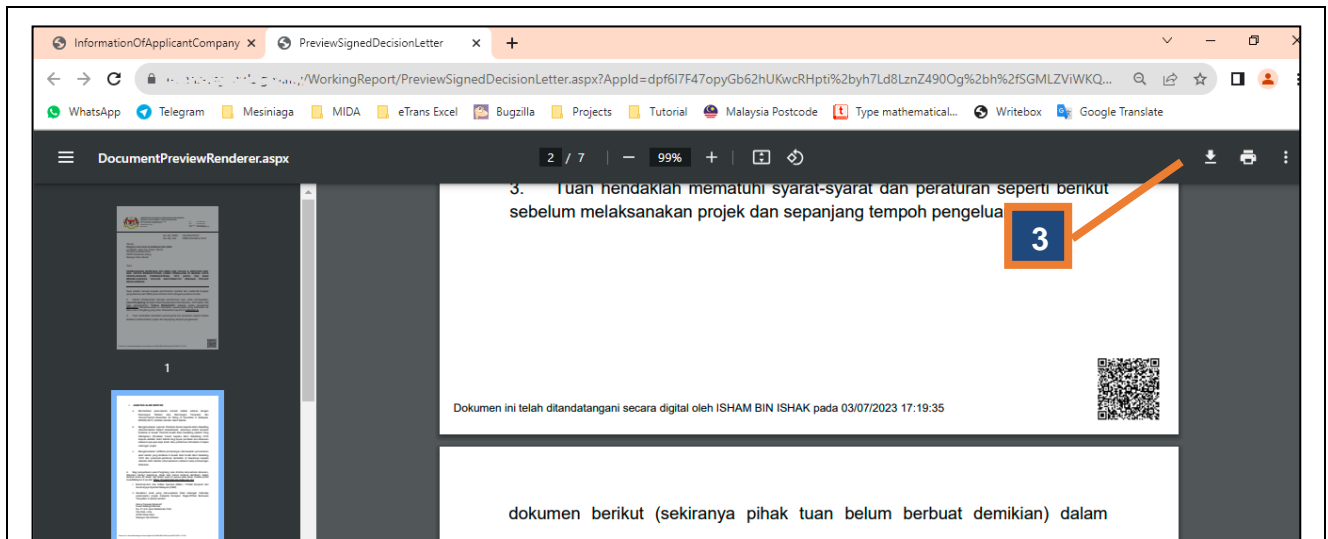 InformationOfApplicantCompany
PreviewSignedDecisionLetter
/WorkingReport/PreviewSignedDecisionLetter.aspx?AppId=dpf6l7F47opyGb62hUKwcRHpti%2byh7Ld8LznZ490Og%2bh%2fSGMLZViWKQ...
WhatsApp Telegram Mesiniaga MIDA eTrans Excel Bugzilla Projects Tutorial Malaysia Postcode Type mathematical... Writebox Google Translate
DocumentPreviewRenderer.aspx 2 / 7 99%
3. Tuan hendaklah mematuhi syarat-syarat dan peraturan seperti berikut
sebelum melaksanakan projek dan sepanjang tempoh
3
1
Dokumen ini telah ditandatangani secara digital oleh ISHAM BIN ISHAK pada 03/07/2023 17:19:35
dokumen berikut (sekiranya pihak tuan belum berbuat demikian) dalam